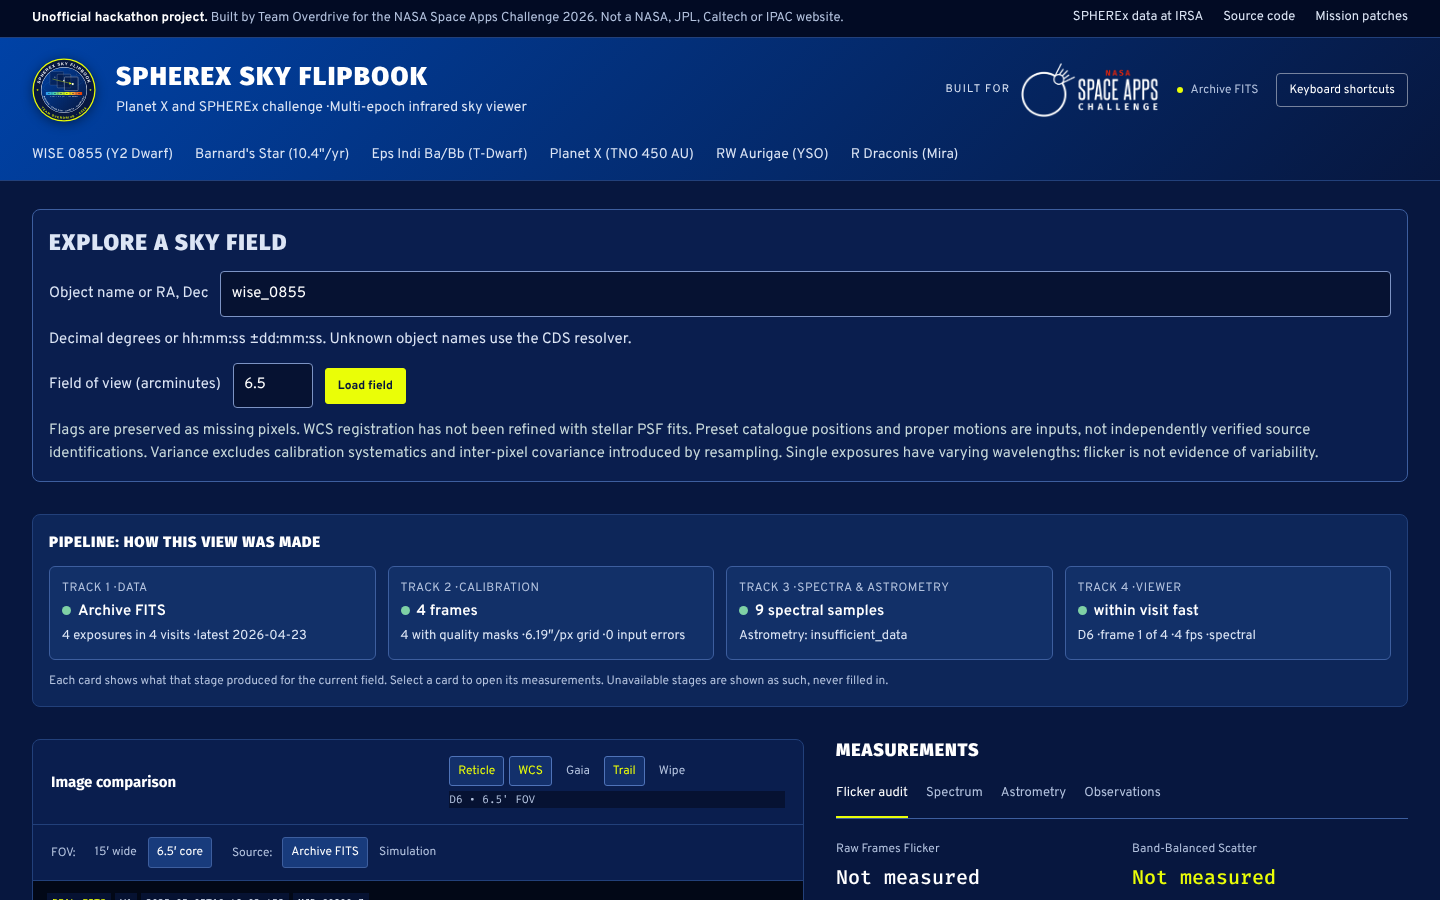 Unofficial hackathon project. Built by Team Overdrive for the NASA Space Apps Challenge 2026. Not a NASA, JPL, Caltech or IPAC website.
SPHEREx data at IRSA Source code Mission patches
SPHEREX SKY FLIPBOOK
Planet X and SPHEREx challenge ·Multi-epoch infrared sky viewer
BUILT FOR
NASA
SPACE APPS
CHALLENGE
Archive FITS
Keyboard shortcuts
WISE 0855 (Y2 Dwarf) Barnard's Star (10.4"/yr) Eps Indi Ba/Bb (T-Dwarf) Planet X (TNO 450 AU) RW Aurigae (YSO) R Draconis (Mira)
EXPLORE A SKY FIELD
Object name or RA, Dec wise_0855
Decimal degrees or hh:mm:ss ±dd:mm:ss. Unknown object names use the CDS resolver.
Field of view (arcminutes) 6.5 Load field
Flags are preserved as missing pixels. WCS registration has not been refined with stellar PSF fits. Preset catalogue positions and proper motions are inputs, not independently verified source
identifications. Variance excludes calibration systematics and inter-pixel covariance introduced by resampling. Single exposures have varying wavelengths: flicker is not evidence of variability.
PIPELINE: HOW THIS VIEW WAS MADE
TRACK 1 ·DATA
Archive FITS
4 exposures in 4 visits ·latest 2026-04-23
TRACK 2 ·CALIBRATION
4 frames
4 with quality masks ·6.19″/px grid ·0 input errors
TRACK 3 ·SPECTRA & ASTROMETRY
9 spectral samples
Astrometry: insufficient_data
TRACK 4 ·VIEWER
within visit fast
D6 ·frame 1 of 4 ·4 fps ·spectral
Each card shows what that stage produced for the current field. Select a card to open its measurements. Unavailable stages are shown as such, never filled in.
Image comparison
Reticle WCS Gaia Trail Wipe
D6 • 6.5' FOV
FOV: 15′ wide 6.5′ core Source: Archive FITS Simulation
MEASUREMENTS
Flicker audit Spectrum Astrometry Observations
Raw Frames Flicker
Not measured
Band-Balanced Scatter
Not measured